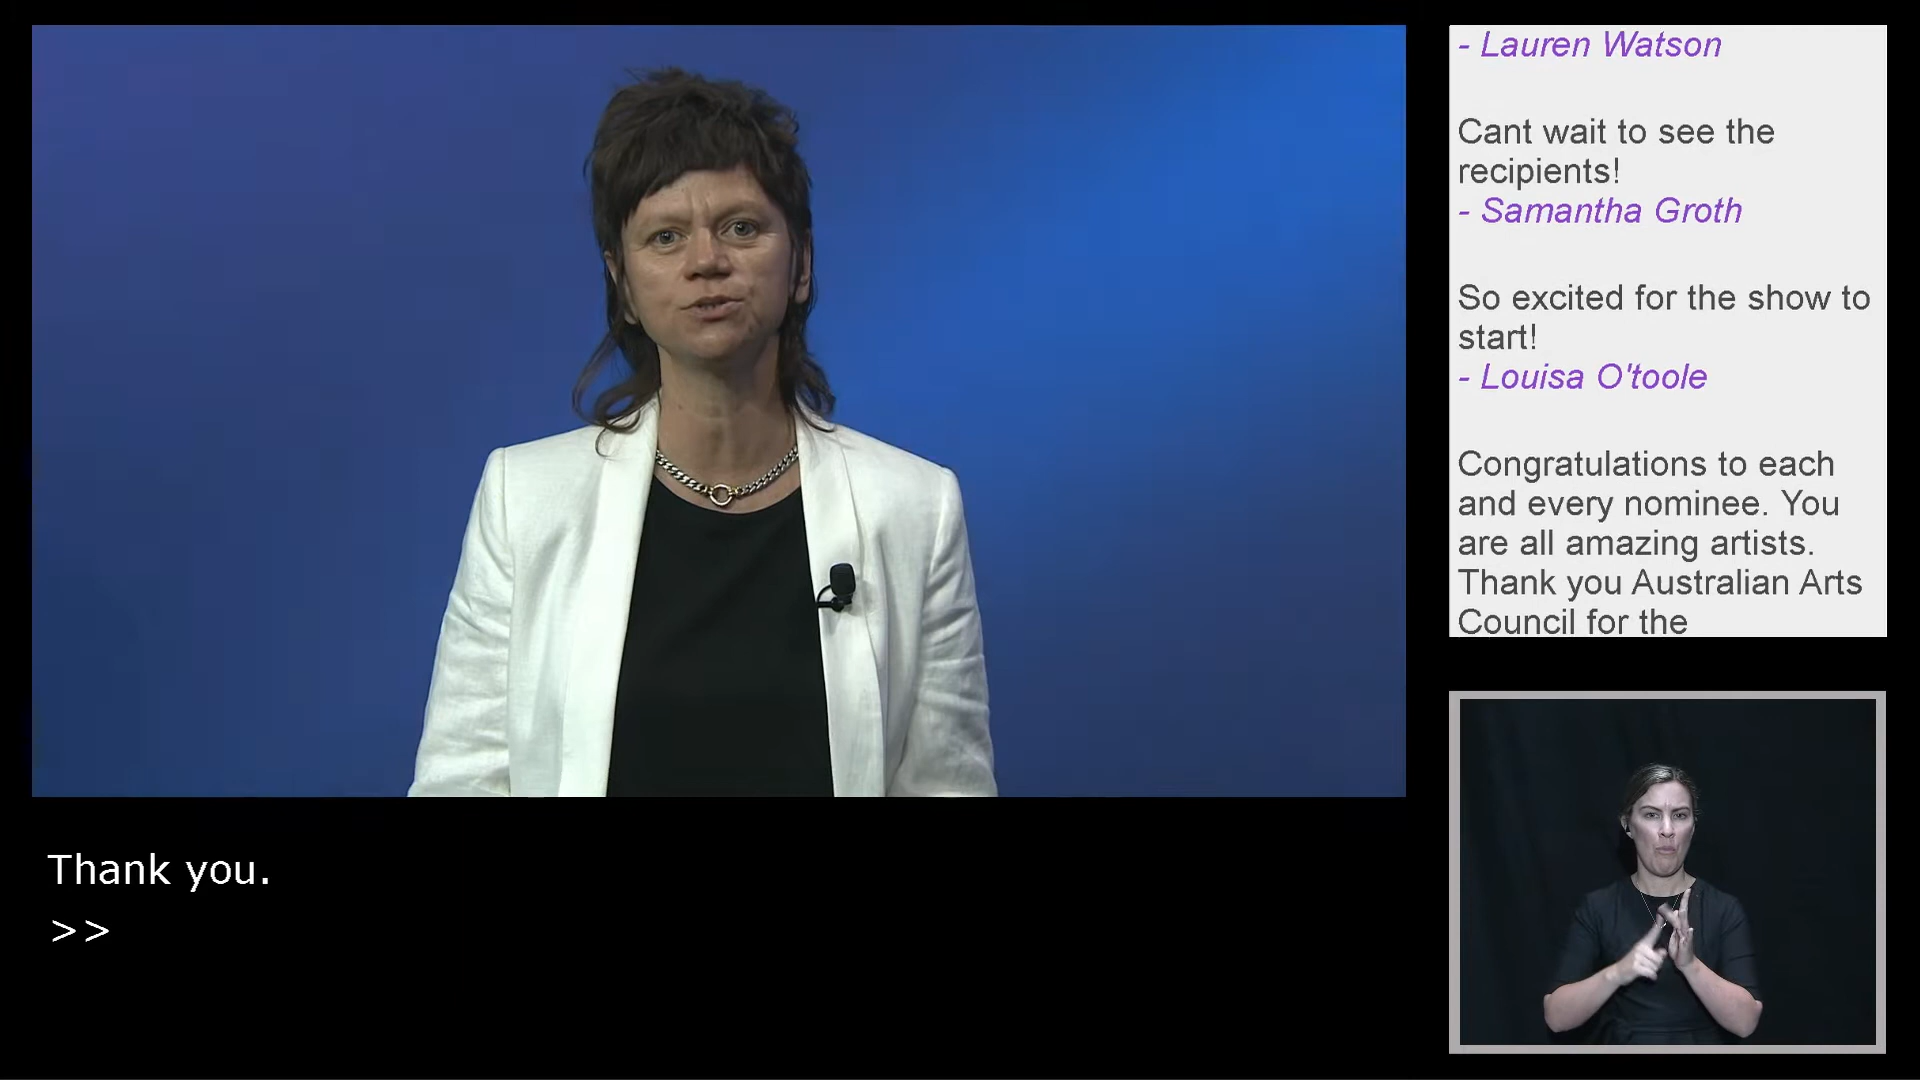 - Lauren Watson
Cant wait to see the
recipients!
- Samantha Groth
So excited for the show to
start!
- Louisa O'toole
Congratulations to each
and every nominee. You
are all amazing artists.
Thank you Australian Arts
Council for the
Thank you.
>>